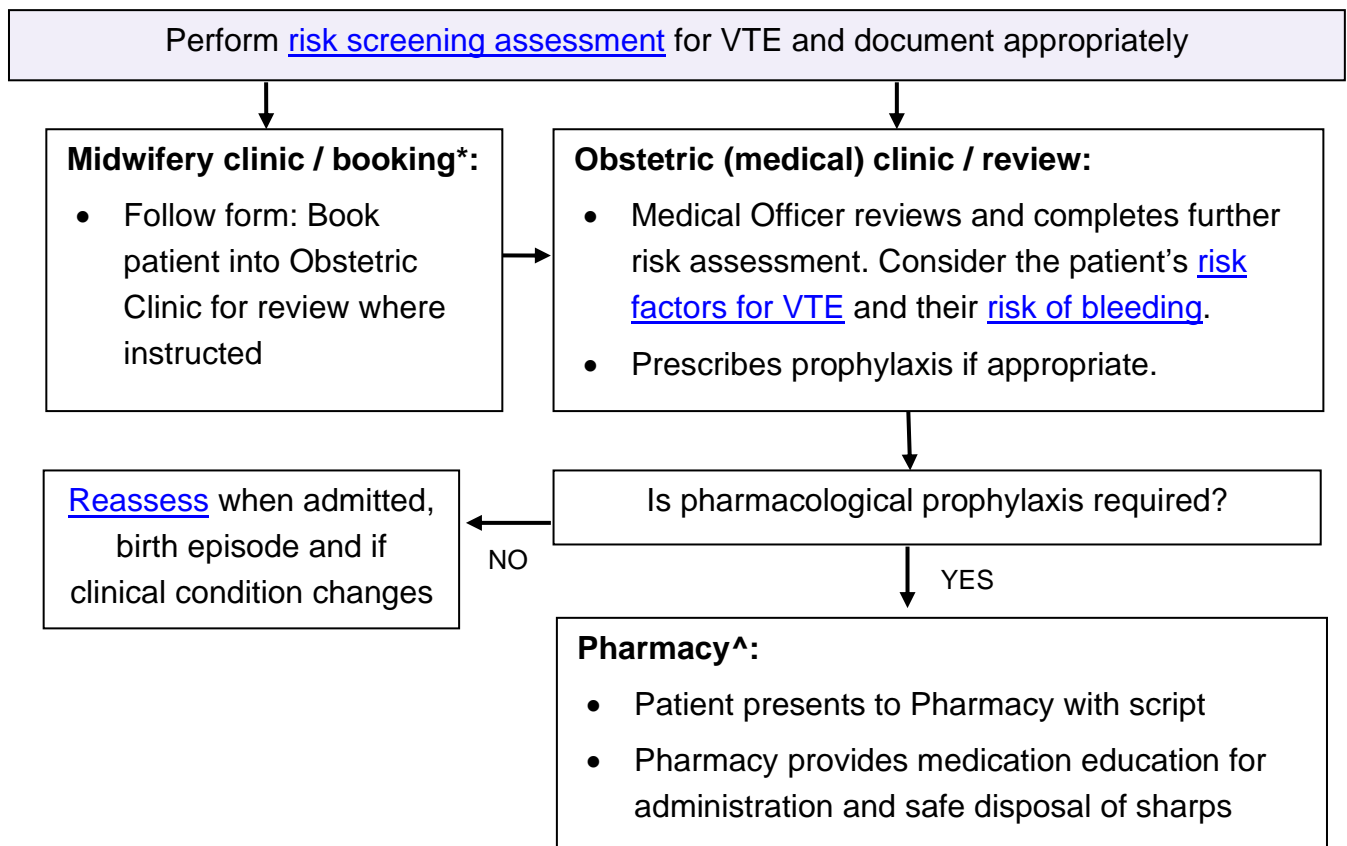 Perform risk screening assessment for VTE and document appropriately
Midwifery clinic / booking*:
• Follow form: Book
patient into Obstetric
Clinic for review where
instructed
Obstetric (medical) clinic / review:
• Medical Officer reviews and completes further
risk assessment. Consider the patient's risk
factors for VTE and their risk of bleeding.
• Prescribes prophylaxis if appropriate.
Is pharmacological prophylaxis required?
NO
Reassess when admitted,
birth episode and if
clinical condition changes
YES
Pharmacy^:
• Patient presents to Pharmacy with script
• Pharmacy provides medication education for
administration and safe disposal of sharps